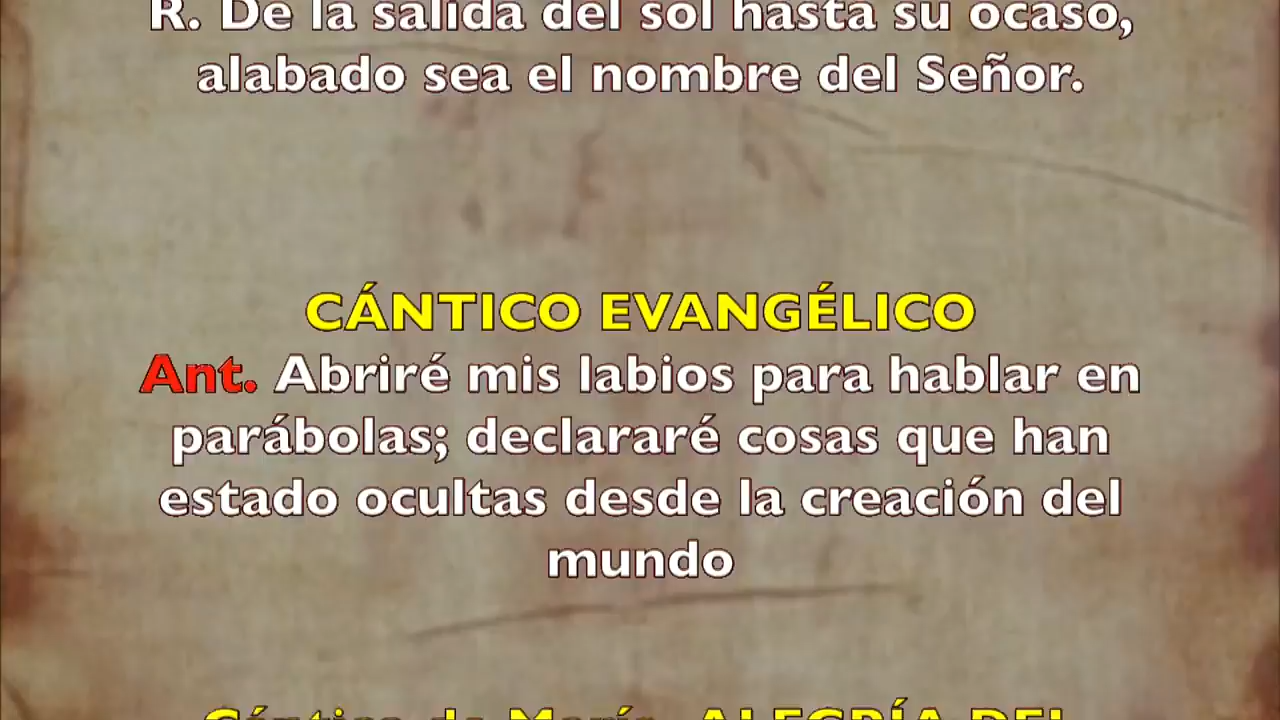 R. De la salida del sol hasta su ocaso,
alabado sea el nombre del Señor.
CÁNTICO EVANGÉLICO
Ant. Abriré mis labios para hablar en
parábolas; declararé cosas que han
estado ocultas desde la creación del
mundo
Cántico de María. ALEGRÍA DEL